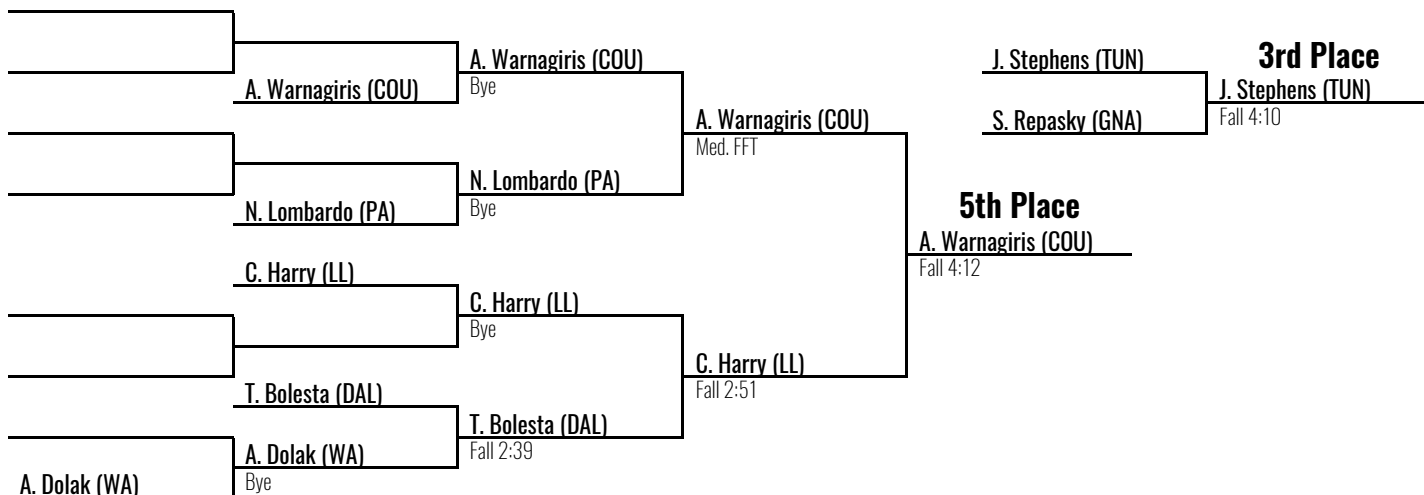 A. Warnagiris (COU)
A. Warnagiris (COU)
Bye
N. Lombardo (PA)
N. Lombardo (PA)
Bye
A. Warnagiris (COU)
Med. FFT
C. Harry (LL)
C. Harry (LL)
Bye
T. Bolesta (DAL)
A. Dolak (WA)
A. Dolak (WA)
Bye
T. Bolesta (DAL)
Fall 2:39
C. Harry (LL)
Fall 2:51
5th Place
A. Warnagiris (COU)
Fall 4:12
J. Stephens (TUN)
S. Repasky (GNA)
3rd Place
J. Stephens (TUN)
Fall 4:10